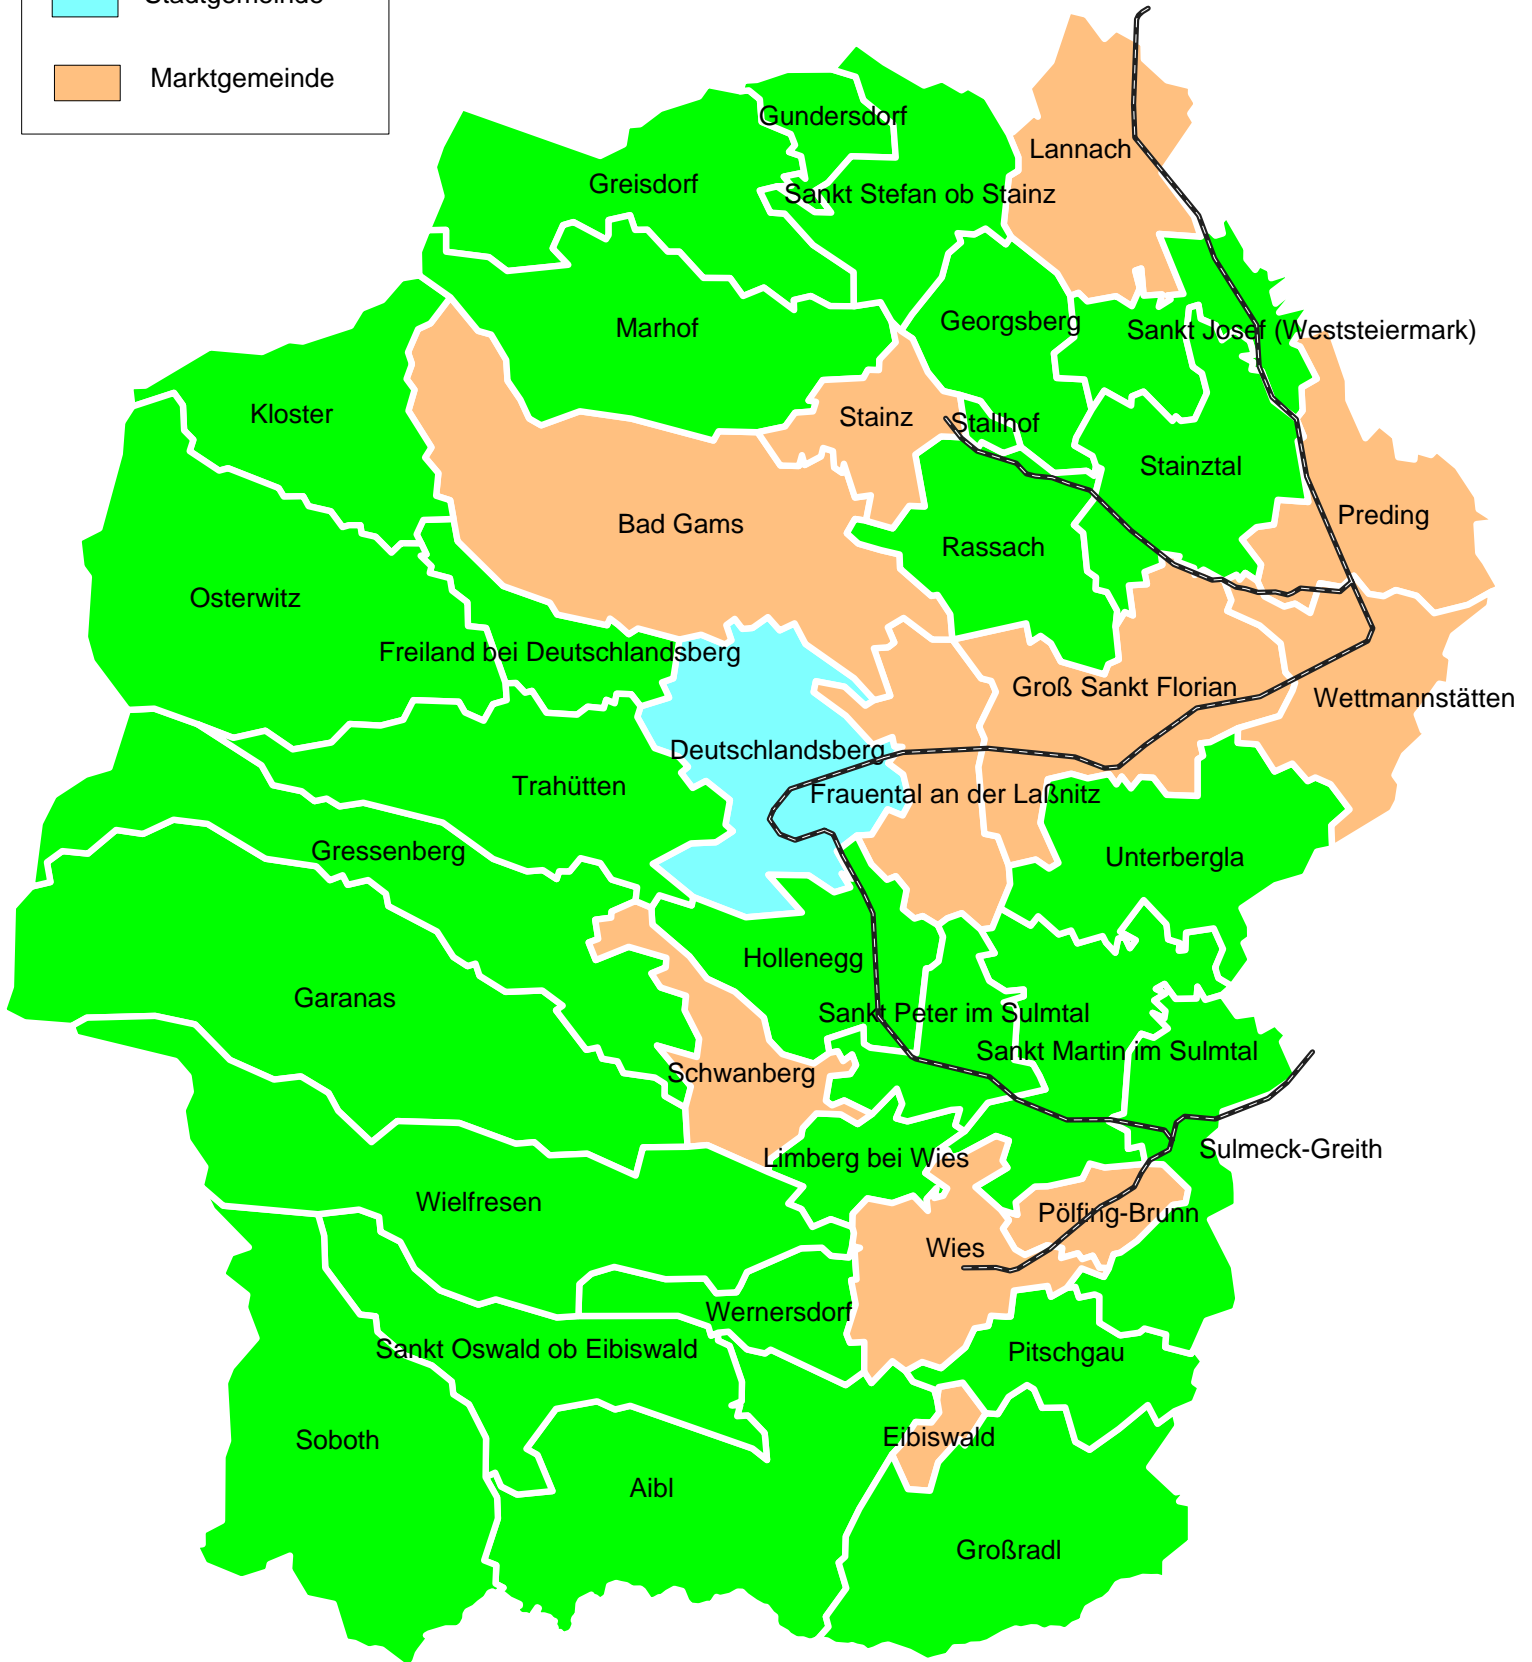 Stadtgemeinde
Marktgemeinde
Gundersdorf
Lannach
Greisdorf
Sankt Stefan ob Stainz
Marhof
Georgsberg
Sankt Josef (Weststeiermark)
Kloster
Stainz
Stallhof
Stainztal
Bad Gams
Preding
Rassach
Osterwitz
Freiland bei Deutschlandsberg
Groß Sankt Florian
Wettmannstätten
Deutschlandsberg
Trahütten
Frauental an der Laßnitz
Gressenberg
Unterbergla
Hollenegg
Garanas
Sankt Peter im Sulmtal
Sankt Martin im Sulmtal
Schwanberg
Sulmeck-Greith
Limberg bei Wies
Wielfresen
Pölfing-Brunn
Wies
Wernersdorf
Sankt Oswald ob Eibiswald
Pitschgau
Soboth
Eibiswald
Aibl
Großradl